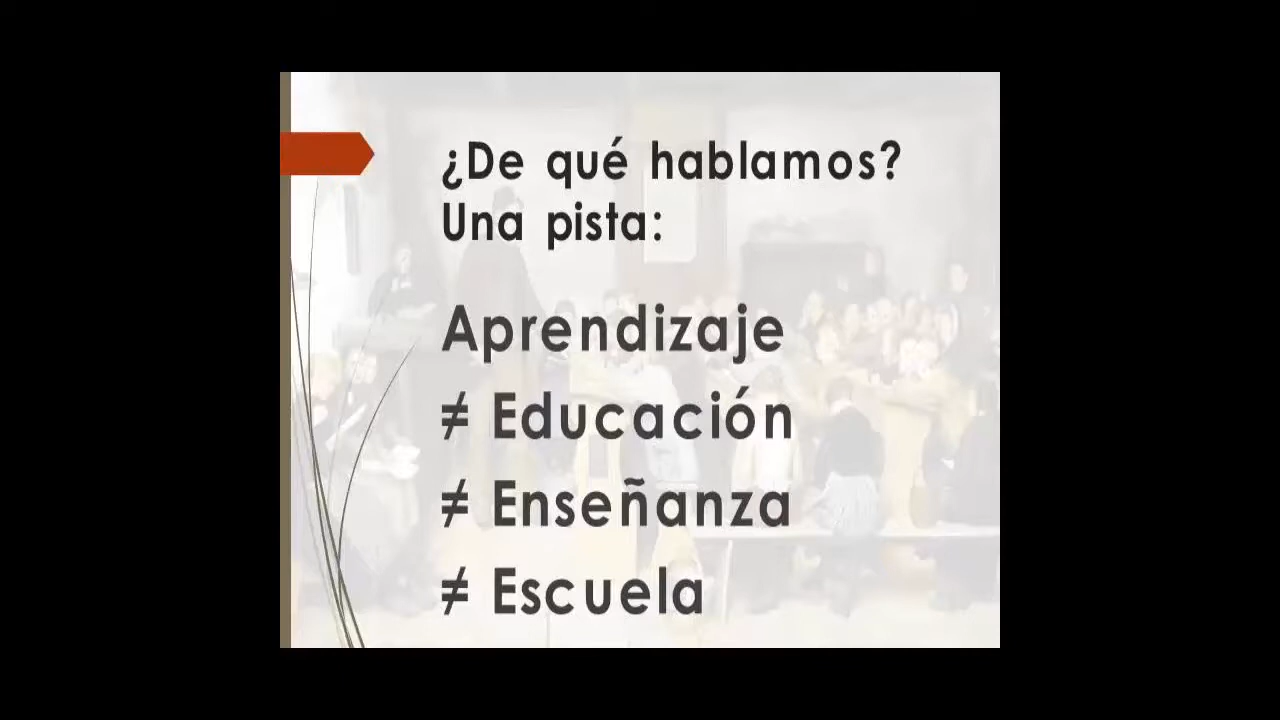 ¿De qué hablamos?
Una pista:
Aprendizaje
≠ Educación
≠ Enseñanza
≠ Escuela